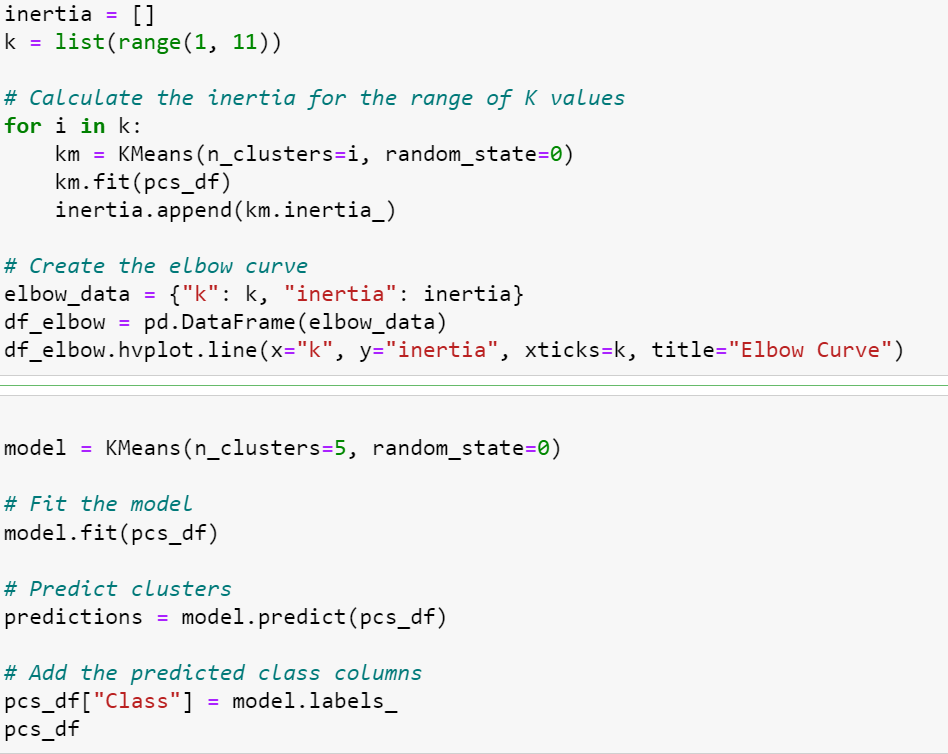 inertia = []
k = list(range(1, 11))
# Calculate the inertia for the range of K values
for i in k:
    km = KMeans(n_clusters=i, random_state=0)
    km.fit(pcs_df)
    inertia.append(km.inertia_)
# Create the elbow curve
elbow_data = {"k": k, "inertia": inertia}
df_elbow = pd.DataFrame(elbow_data)
df_elbow.hvplot.line(x="k", y="inertia", xticks=k, title="Elbow Curve")
model = KMeans(n_clusters=5, random_state=0)
# Fit the model
model.fit(pcs_df)
# Predict clusters
predictions = model.predict(pcs_df)
# Add the predicted class columns
pcs_df["Class"] = model.labels_
pcs_df